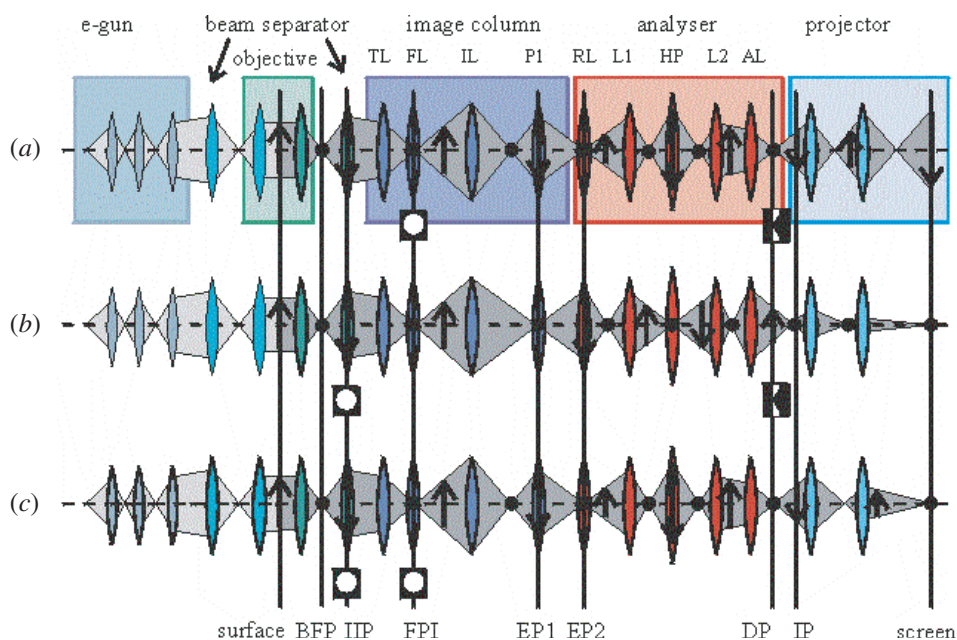 e-gun beam separator image column analyser projector
objective TL FL IL P1 RL L1 HP L2 AL
(a)
(b)
(c)
surface BFP IIP FPI EP1 EP2 DP IP screen